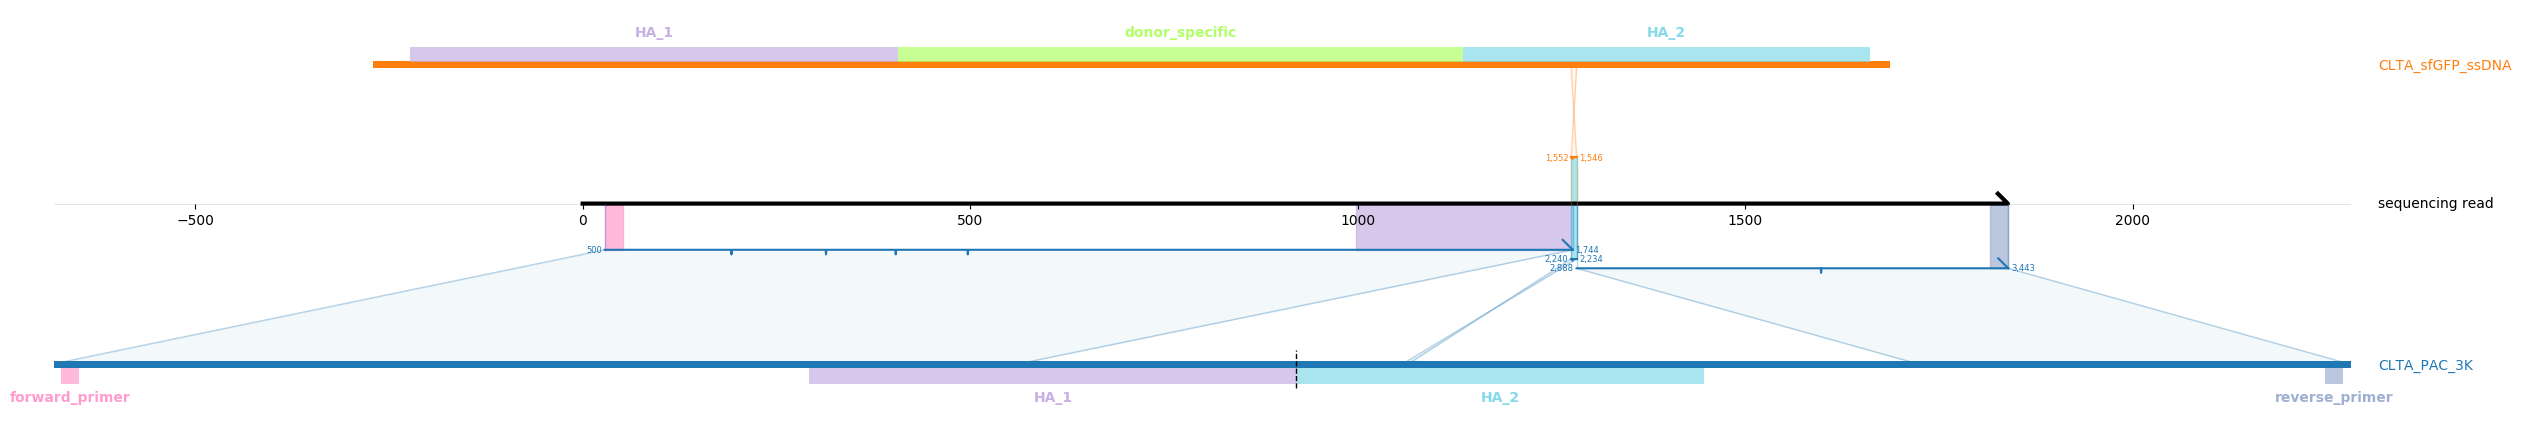 HA_1 donor_specific HA_2
CLTA_sfGFP_ssDNA
1,552 1,546
sequencing read
−500 0 500 1000 1500 2000
500 1,744
2,240 2,234
2,888 3,443
CLTA_PAC_3K
forward_primer HA_1 HA_2 reverse_primer